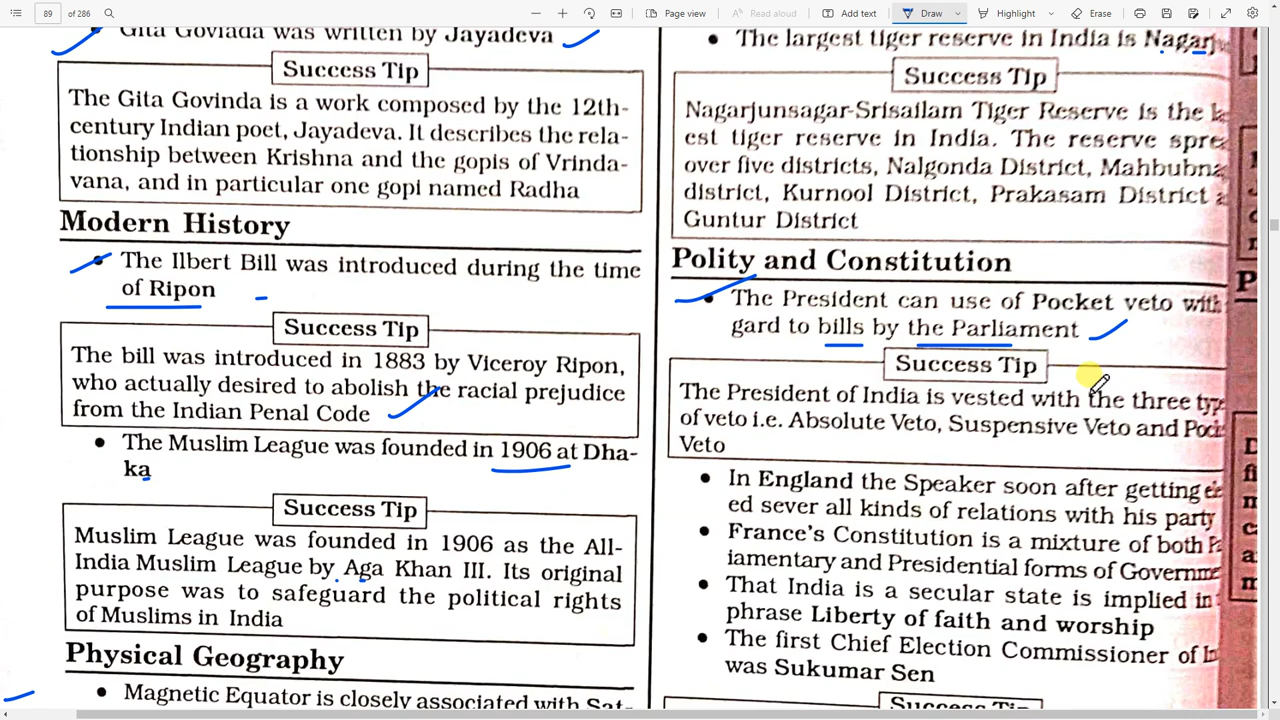 89 of 286
Page view
Read aloud
Add text
Draw
Highlight
Erase
Share
Gita Govinda was written by Jayadeva
Success Tip
The Gita Govinda is a work composed by the 12th-
century Indian poet, Jayadeva. It describes the rela-
tionship between Krishna and the gopis of Vrinda-
vana, and in particular one gopi named Radha
Modern History
• The Ilbert Bill was introduced during the time
of Ripon
Success Tip
The bill was introduced in 1883 by Viceroy Ripon,
who actually desired to abolish the racial prejudice
from the Indian Penal Code
• The Muslim League was founded in 1906 at Dha-
ka
Success Tip
Muslim League was founded in 1906 as the All-
India Muslim League by Aga Khan III. Its original
purpose was to safeguard the political rights
of Muslims in India
Physical Geography
• Magnetic Equator is closely associated with Sat-
• The largest tiger reserve in India is Nagarj
Success Tip
Nagarjunsagar-Srisailam Tiger Reserve is the
est tiger reserve in India. The reserve spre
over five districts, Nalgonda District, Mahbubna
district, Kurnool District, Prakasam District
Guntur District
Polity and Constitution
• The President can use of Pocket veto with
gard to bills by the Parliament
Success Tip
The President of India is vested with the three typ
of veto i.e. Absolute Veto, Suspensive Veto and Poc
Veto
• In England the Speaker soon after getting
ed sever all kinds of relations with his party
• France's Constitution is a mixture of both
iamentary and Presidential forms of Governme
• That India is a secular state is implied in
phrase Liberty of faith and worship
• The first Chief Election Commissioner of
was Sukumar Sen
Success Tip